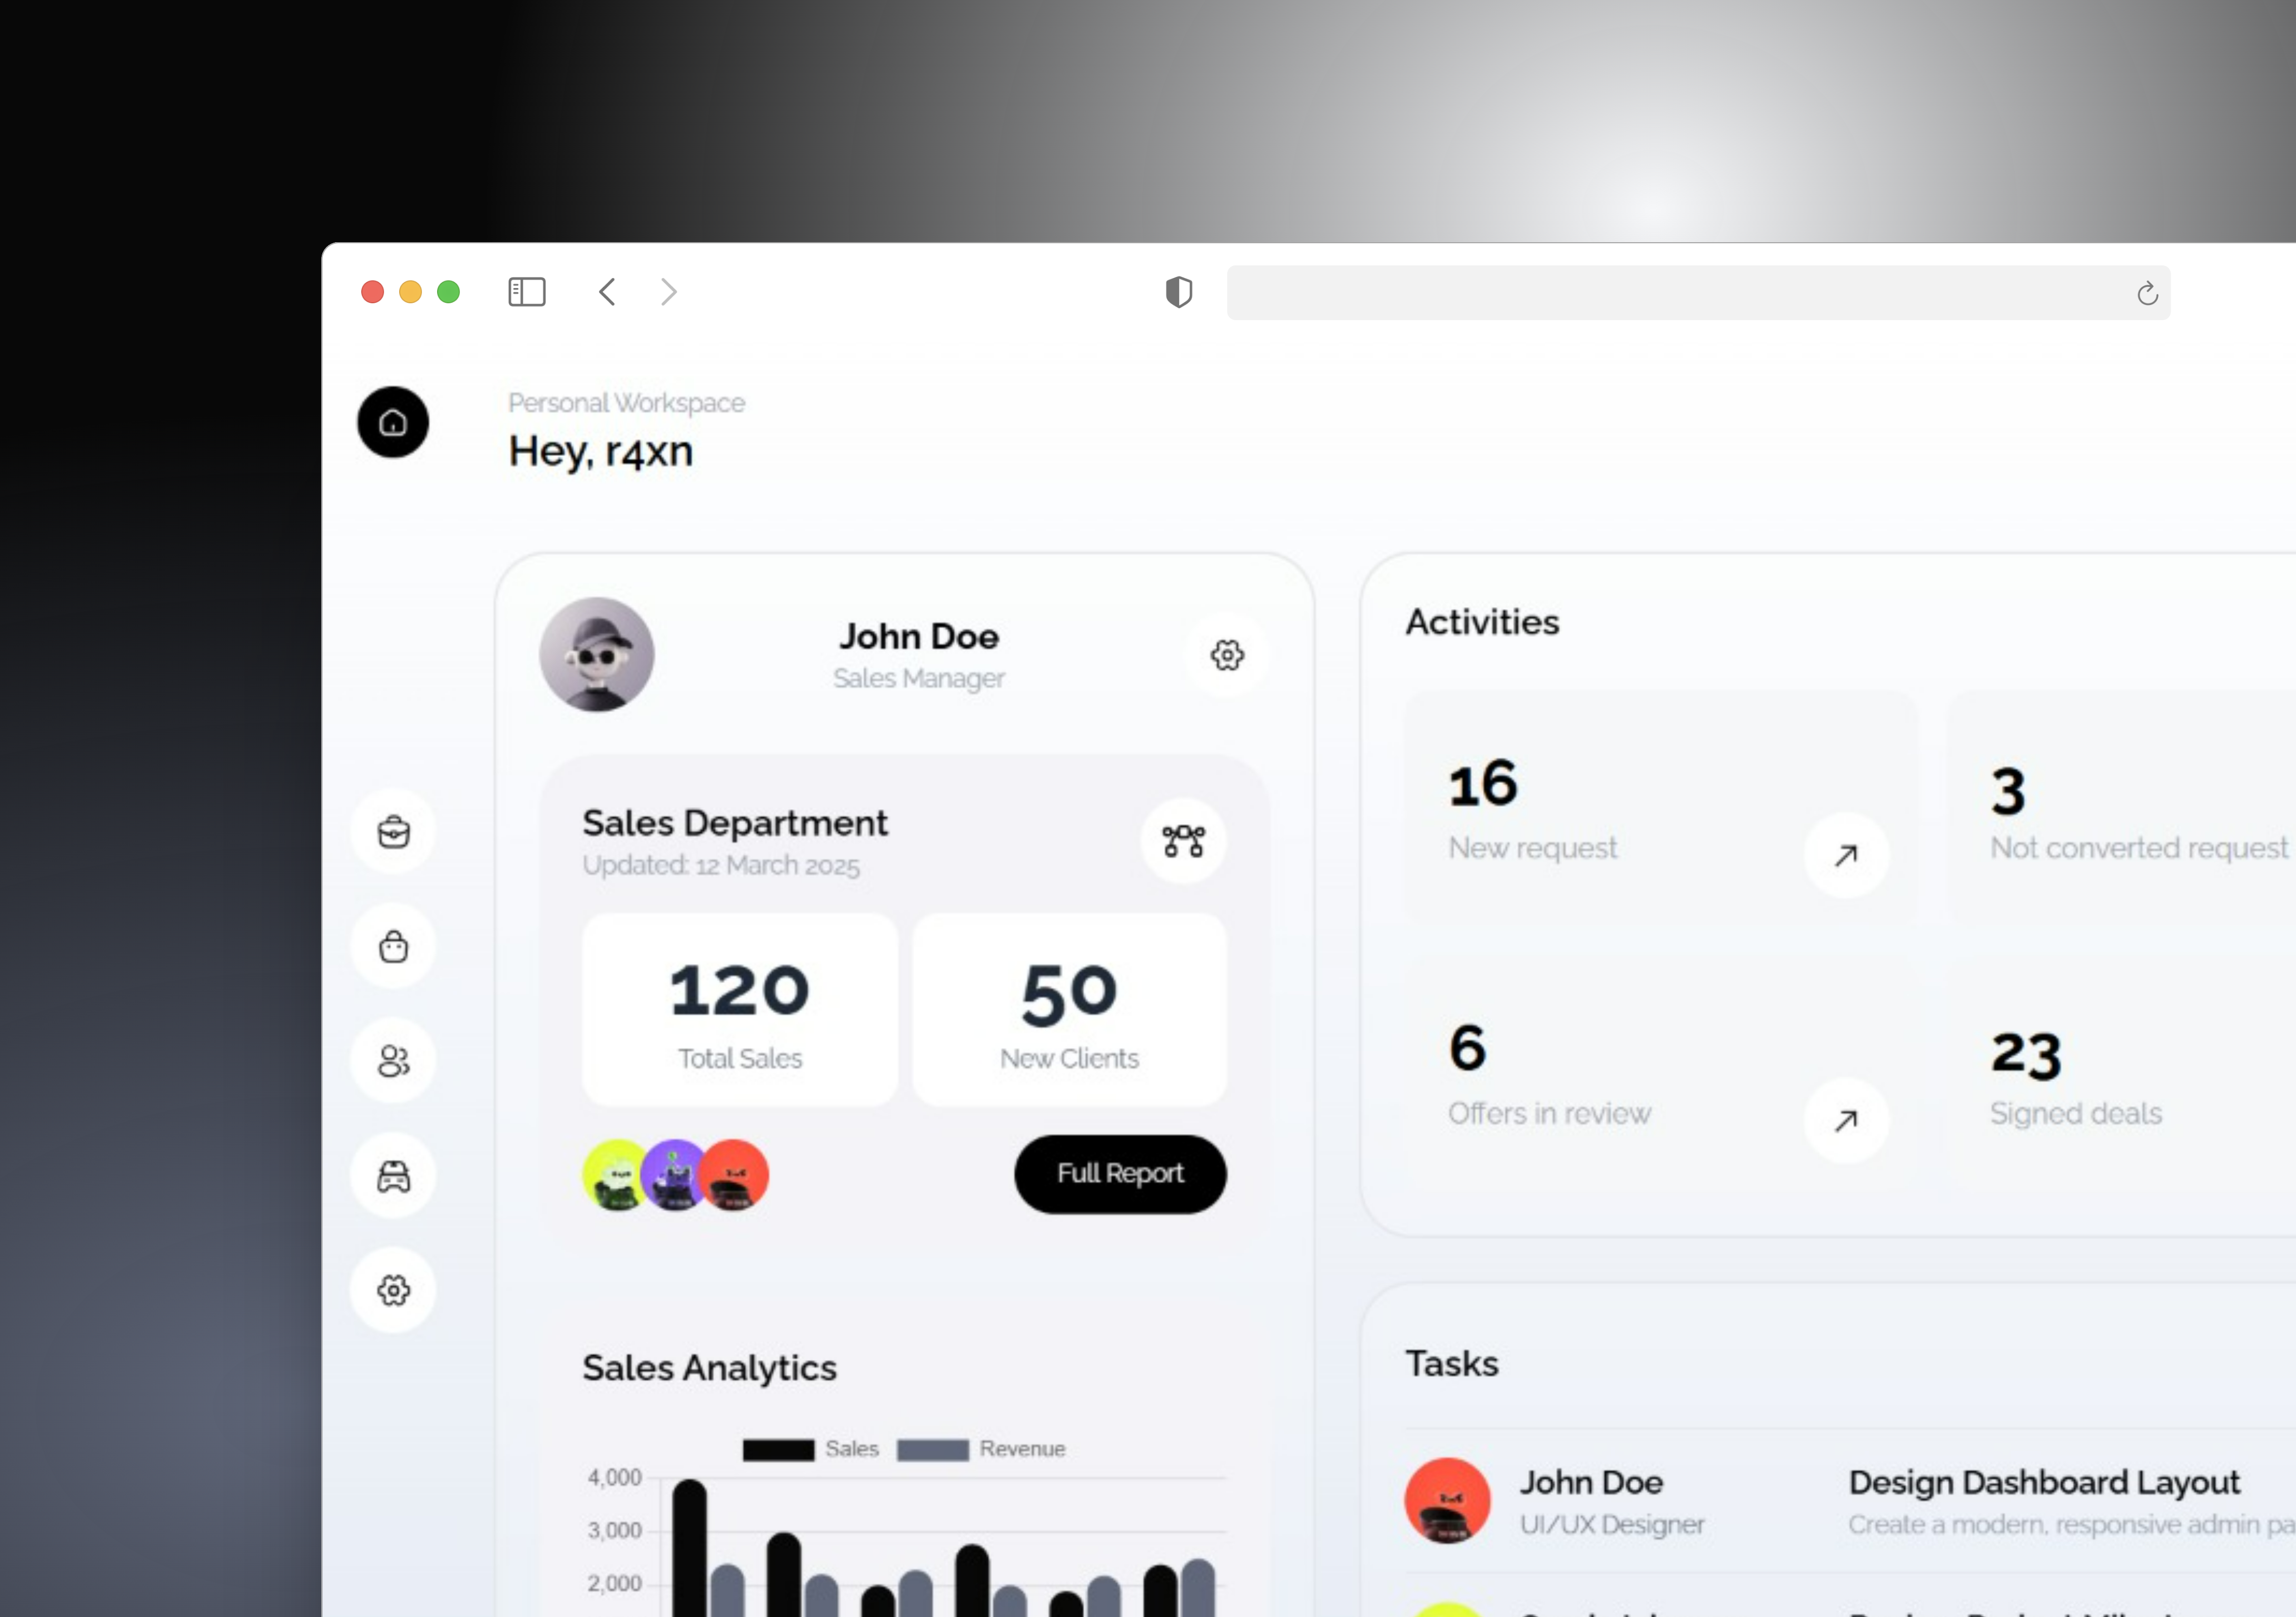 Personal Workspace
Hey, r4xn
John Doe
Sales Manager
Sales Department
Updated: 12 March 2025
120
Total Sales
50
New Clients
Full Report
Sales Analytics
Sales
Revenue
4,000
3,000
2,000
Activities
16
New request
3
Not converted request
6
Offers in review
23
Signed deals
Tasks
John Doe
UI/UX Designer
Design Dashboard Layout
Create a modern, responsive admin pa